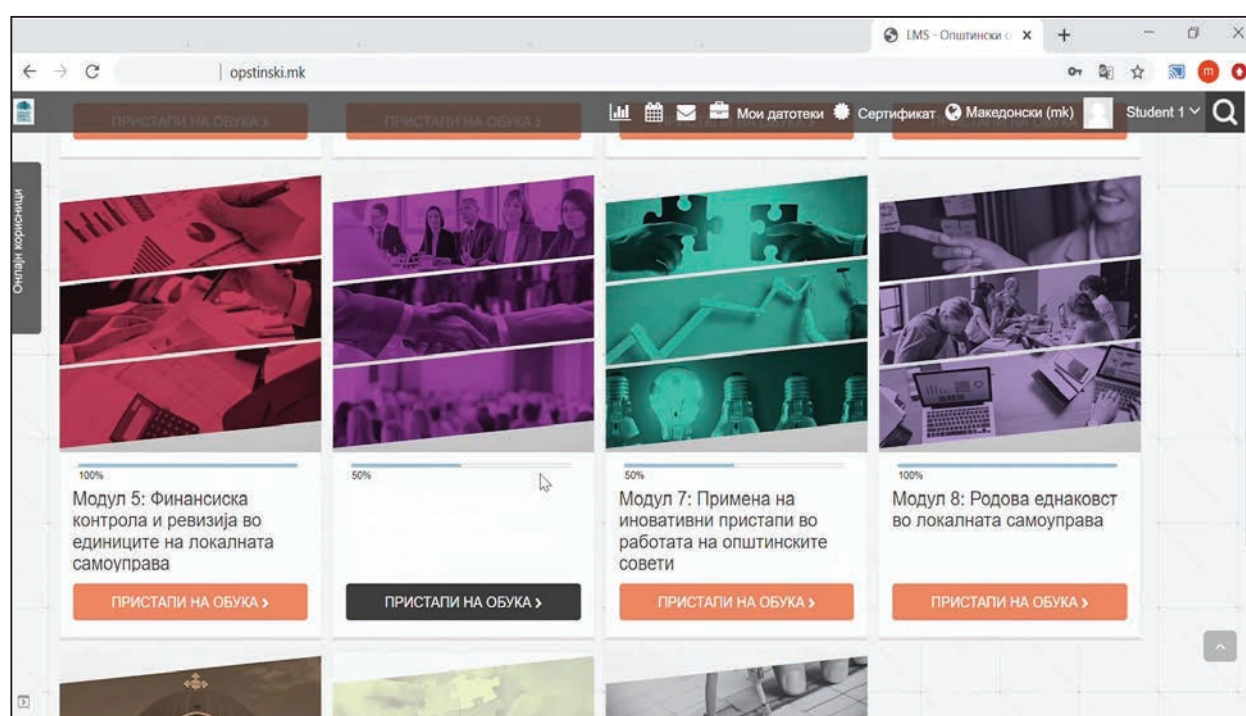 LMS - Општински с
opstinski.mk
ПРИСТАПИ НА ОБУКА ›
ПРИСТАПИ НА ОБУКА ›
Мои датотеки
Сертификат
Македонски (mk)
Student 1
Онлајн корисници
100%
Модул 5: Финансиска
контрола и ревизија во
единиците на локалната
самоуправа
ПРИСТАПИ НА ОБУКА ›
50%
ПРИСТАПИ НА ОБУКА ›
50%
Модул 7: Примена на
иновативни пристапи во
работата на општинските
совети
ПРИСТАПИ НА ОБУКА ›
100%
Модул 8: Родова еднаковст
во локалната самоуправа
ПРИСТАПИ НА ОБУКА ›